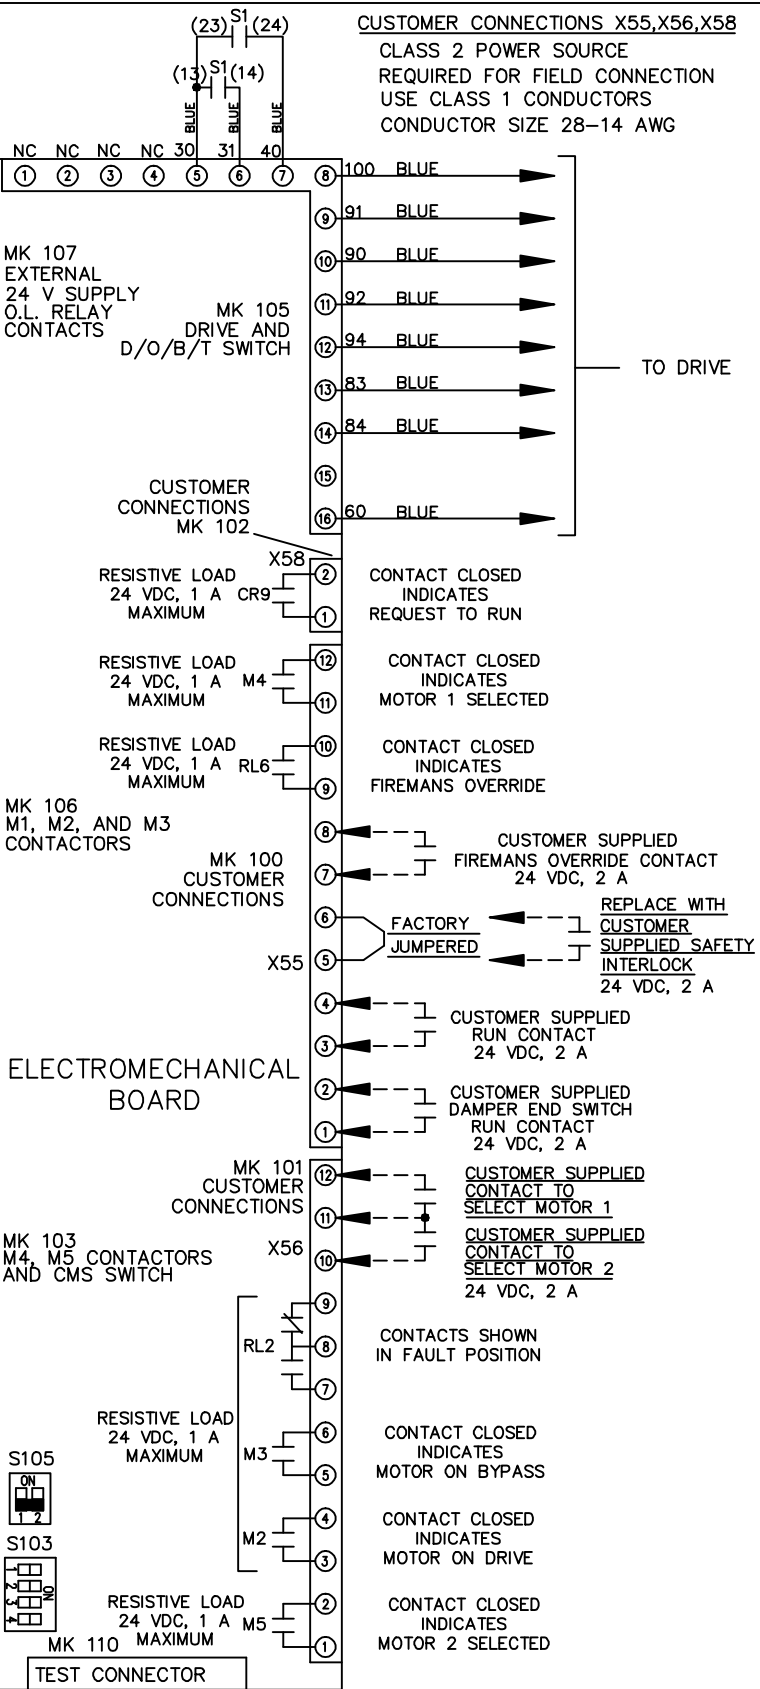 (23) S1 (24)
(13) S1 (14)
BLUE BLUE BLUE
CUSTOMER CONNECTIONS X55,X56,X58
CLASS 2 POWER SOURCE
REQUIRED FOR FIELD CONNECTION
USE CLASS 1 CONDUCTORS
CONDUCTOR SIZE 28-14 AWG
NC NC NC NC 30 31 40
1 2 3 4 5 6 7 8 100 BLUE
9 91 BLUE
10 90 BLUE
11 92 BLUE
12 94 BLUE
13 83 BLUE
14 84 BLUE
15
16 60 BLUE
TO DRIVE
MK 107
EXTERNAL
24 V SUPPLY
O.L. RELAY
CONTACTS
MK 105
DRIVE AND
D/O/B/T SWITCH
CUSTOMER
CONNECTIONS
MK 102
X58
RESISTIVE LOAD
24 VDC, 1 A
MAXIMUM
CR9
2
1
CONTACT CLOSED
INDICATES
REQUEST TO RUN
RESISTIVE LOAD
24 VDC, 1 A
MAXIMUM
M4
12
11
CONTACT CLOSED
INDICATES
MOTOR 1 SELECTED
RESISTIVE LOAD
24 VDC, 1 A
MAXIMUM
RL6
10
9
CONTACT CLOSED
INDICATES
FIREMANS OVERRIDE
MK 106
M1, M2, AND M3
CONTACTORS
MK 100
CUSTOMER
CONNECTIONS
8
7
CUSTOMER SUPPLIED
FIREMANS OVERRIDE CONTACT
24 VDC, 2 A
6
5
FACTORY
JUMPERED
REPLACE WITH
CUSTOMER
SUPPLIED SAFETY
INTERLOCK
24 VDC, 2 A
X55
4
3
CUSTOMER SUPPLIED
RUN CONTACT
24 VDC, 2 A
ELECTROMECHANICAL
BOARD
2
1
CUSTOMER SUPPLIED
DAMPER END SWITCH
RUN CONTACT
24 VDC, 2 A
MK 101
CUSTOMER
CONNECTIONS
X56
12
11
10
CUSTOMER SUPPLIED
CONTACT TO
SELECT MOTOR 1
CUSTOMER SUPPLIED
CONTACT TO
SELECT MOTOR 2
24 VDC, 2 A
MK 103
M4, M5 CONTACTORS
AND CMS SWITCH
RL2
9
8
7
CONTACTS SHOWN
IN FAULT POSITION
RESISTIVE LOAD
24 VDC, 1 A
MAXIMUM
M3
6
5
CONTACT CLOSED
INDICATES
MOTOR ON BYPASS
M2
4
3
CONTACT CLOSED
INDICATES
MOTOR ON DRIVE
S105
ON
1 2
S103
1
2
3
4
ON
RESISTIVE LOAD
24 VDC, 1 A
MAXIMUM
M5
2
1
CONTACT CLOSED
INDICATES
MOTOR 2 SELECTED
MK 110
TEST CONNECTOR